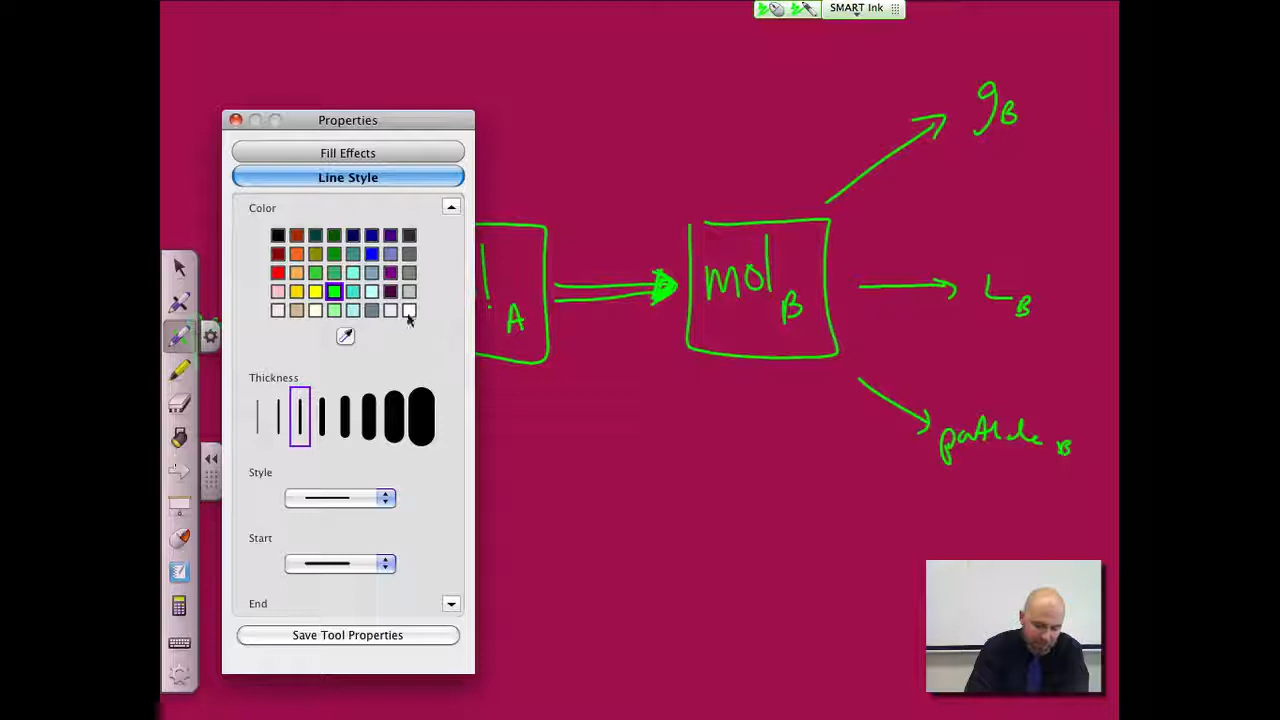 SMART Ink
Properties
Fill Effects
Line Style
Color
Thickness
Style
Start
End
Save Tool Properties
A
mol B
g B
L B
particle B